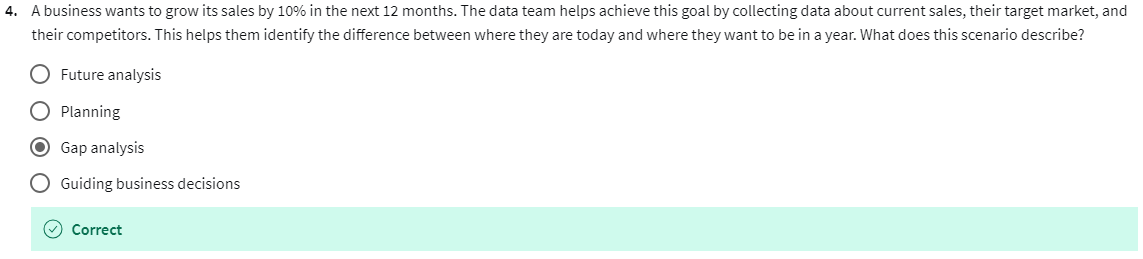 4. A business wants to grow its sales by 10% in the next 12 months. The data team helps achieve this goal by collecting data about current sales, their target market, and
their competitors. This helps them identify the difference between where they are today and where they want to be in a year. What does this scenario describe?
Future analysis
Planning
Gap analysis
Guiding business decisions
Correct